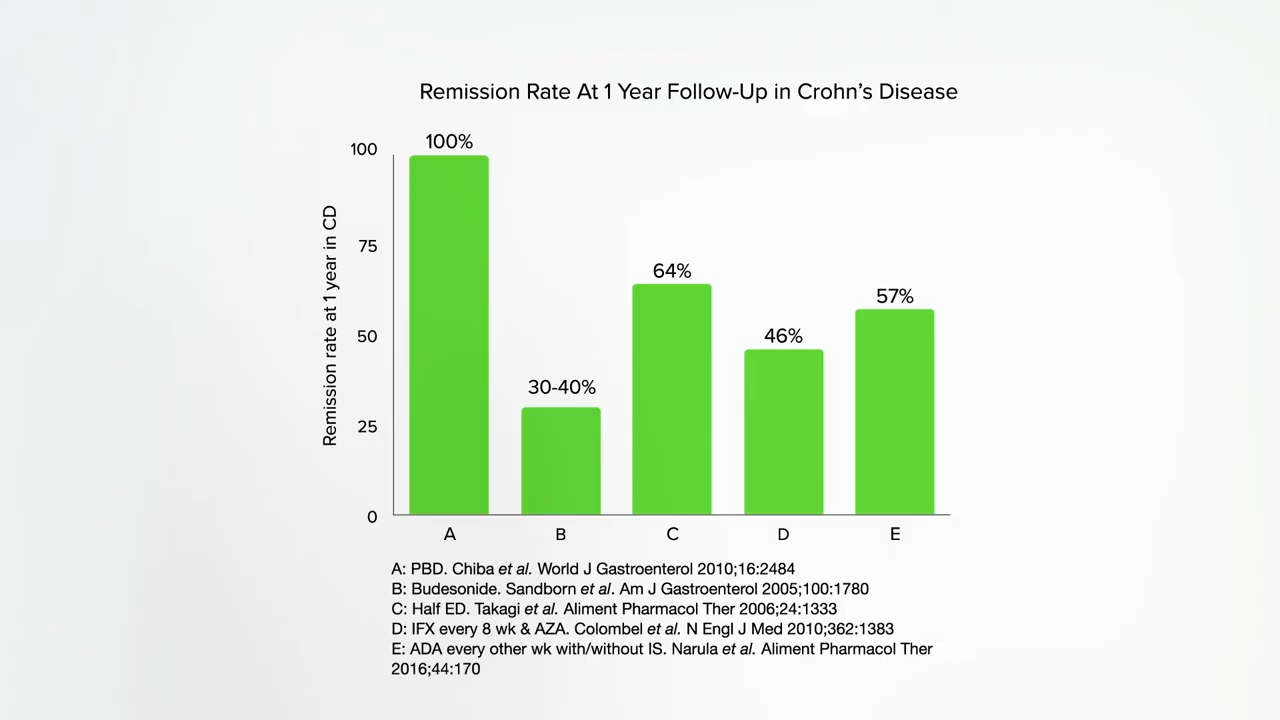 Remission Rate At 1 Year Follow-Up in Crohn’s Disease
Remission rate at 1 year in CD
100
75
50
25
0
100%
30-40%
64%
46%
57%
A B C D E
A: PBD. Chiba et al. World J Gastroenterol 2010;16:2484
B: Budesonide. Sandborn et al. Am J Gastroenterol 2005;100:1780
C: Half ED. Takagi et al. Aliment Pharmacol Ther 2006;24:1333
D: IFX every 8 wk & AZA. Colombel et al. N Engl J Med 2010;362:1383
E: ADA every other wk with/without IS. Narula et al. Aliment Pharmacol Ther
2016;44:170